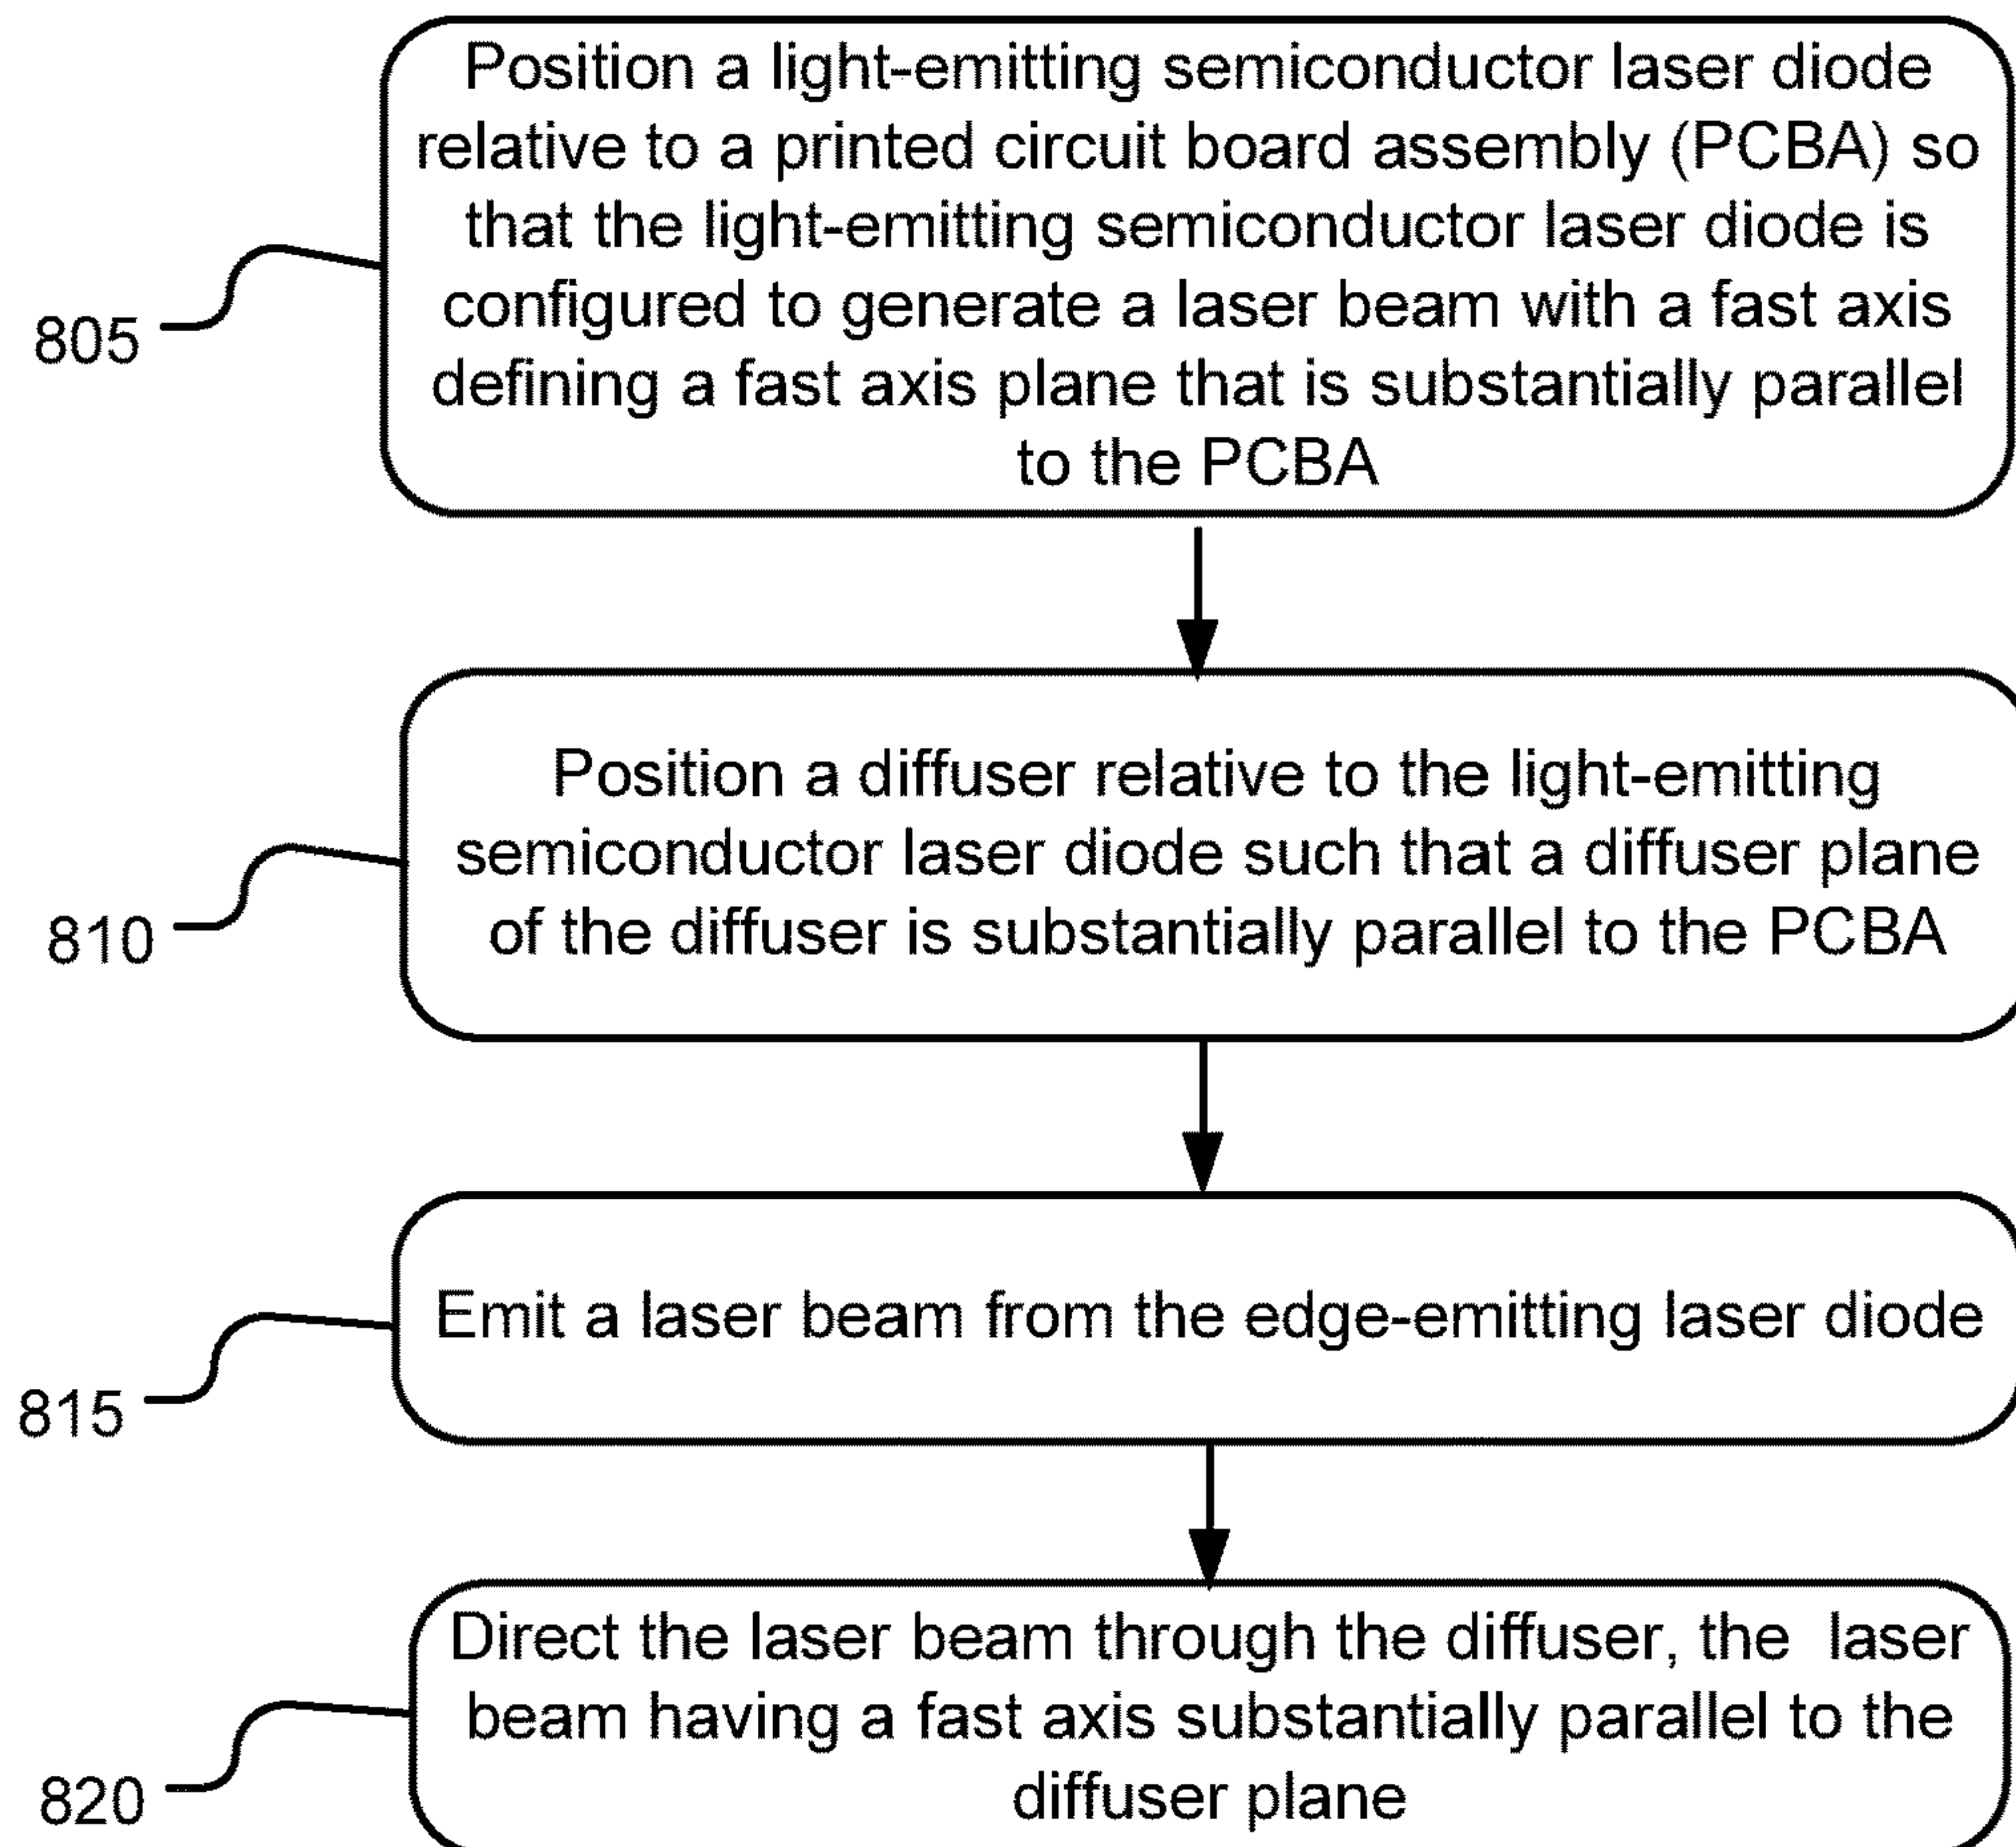 Position a light-emitting semiconductor laser diode
relative to a printed circuit board assembly (PCBA) so
that the light-emitting semiconductor laser diode is
configured to generate a laser beam with a fast axis
defining a fast axis plane that is substantially parallel
to the PCBA
805
Position a diffuser relative to the light-emitting
semiconductor laser diode such that a diffuser plane
of the diffuser is substantially parallel to the PCBA
810
Emit a laser beam from the edge-emitting laser diode
815
Direct the laser beam through the diffuser, the laser
beam having a fast axis substantially parallel to the
diffuser plane
820